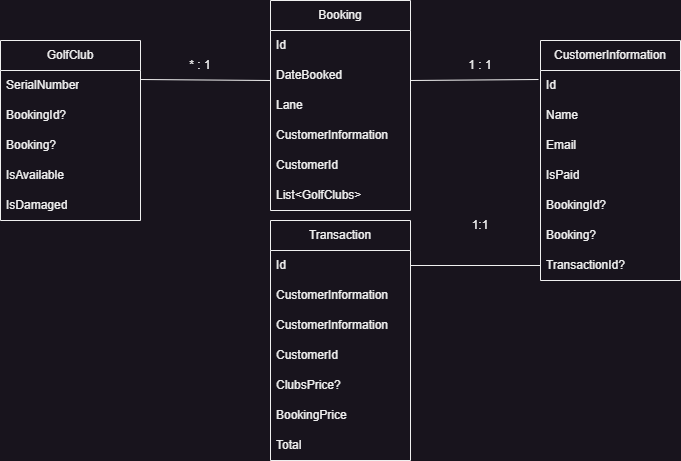 Booking
Id
DateBooked
Lane
CustomerInformation
CustomerId
List<GolfClubs>
GolfClub
SerialNumber
BookingId?
Booking?
IsAvailable
IsDamaged
* : 1
1 : 1
CustomerInformation
Id
Name
Email
IsPaid
BookingId?
Booking?
TransactionId?
1:1
Transaction
Id
CustomerInformation
CustomerInformation
CustomerId
ClubsPrice?
BookingPrice
Total